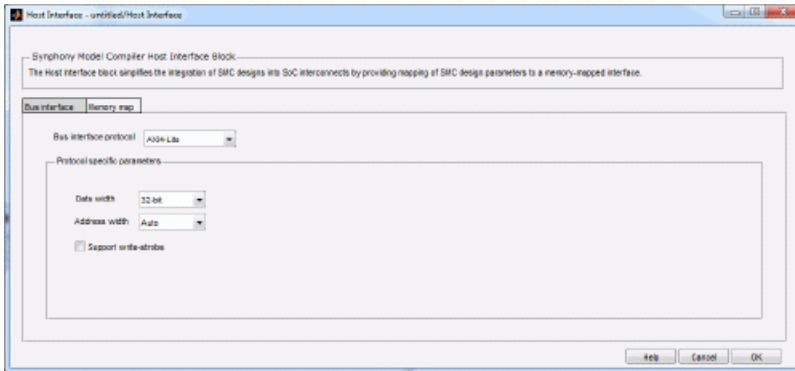 Host Interface - untitled/Host Interface
Symphony Model Compiler Host Interface Block
The Host interface block simplifies the integration of SMC designs into SoC interconnects by providing mapping of SMC design parameters to a memory-mapped interface.
Bus interface Memory map
Bus interface protocol AXI4-Lite
Protocol specific parameters
Data width 32-bit
Address width Auto
Support write-strobe
Help Cancel OK